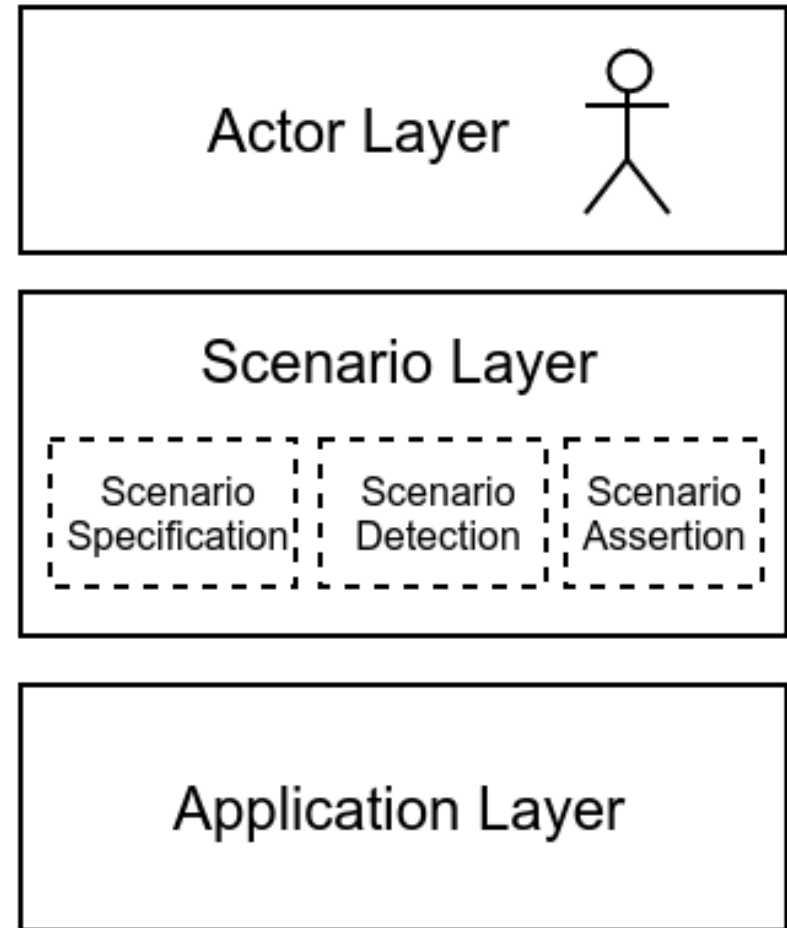 Actor Layer
Scenario Layer
Scenario
Specification
Scenario
Detection
Scenario
Assertion
Application Layer